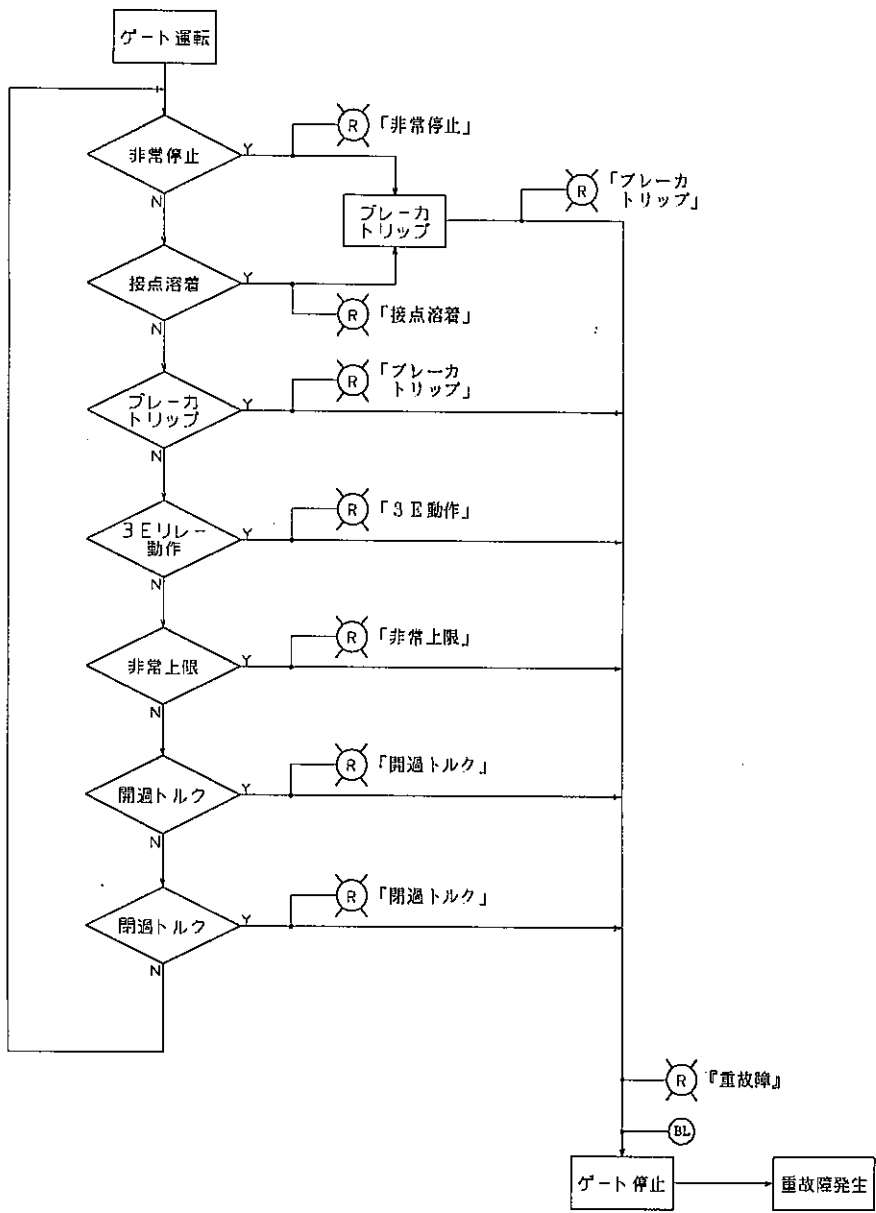 ゲート運転
非常停止
Y
R
「非常停止」
N
ブレーカ
トリップ
R
「ブレーカ
トリップ」
接点溶着
Y
R
「接点溶着」
N
ブレーカ
トリップ
Y
R
「ブレーカ
トリップ」
N
3Eリレー
動作
Y
R
「3E動作」
N
非常上限
Y
R
「非常上限」
N
開過トルク
Y
R
「開過トルク」
N
閉過トルク
Y
R
「閉過トルク」
N
R
『重故障』
BL
ゲート停止
重故障発生